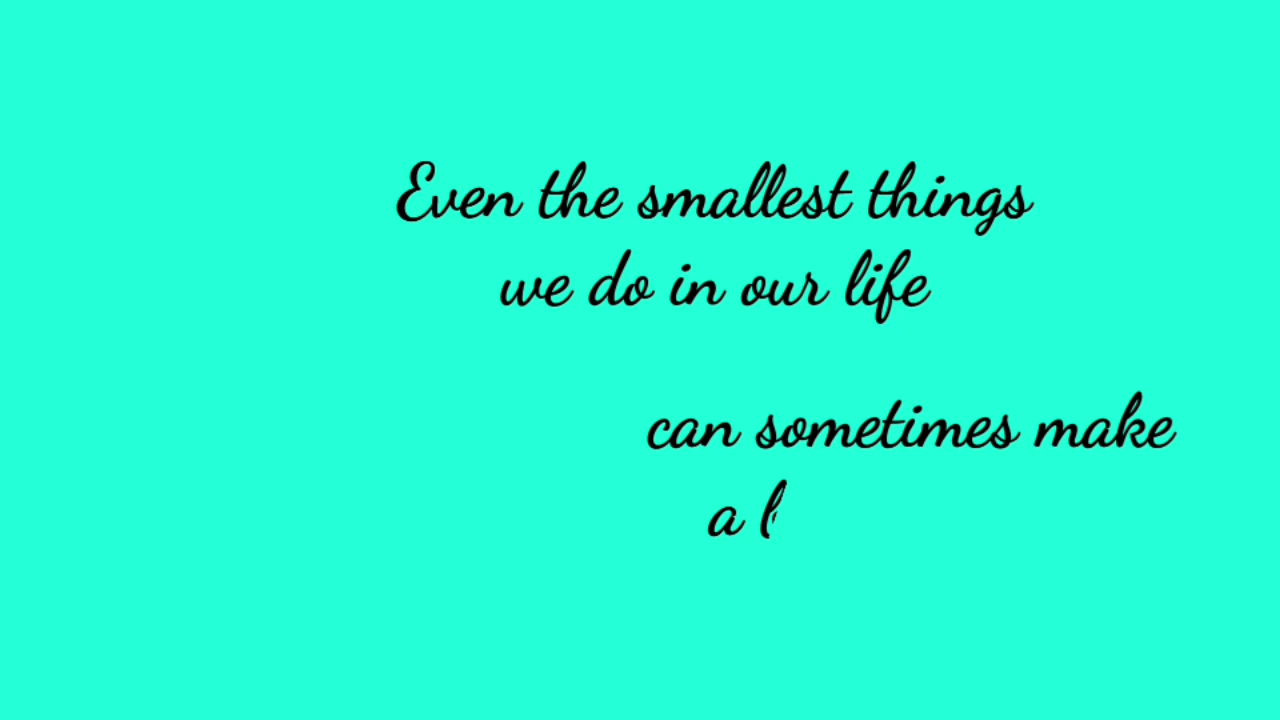 Even the smallest things
we do in our life
can sometimes make
a